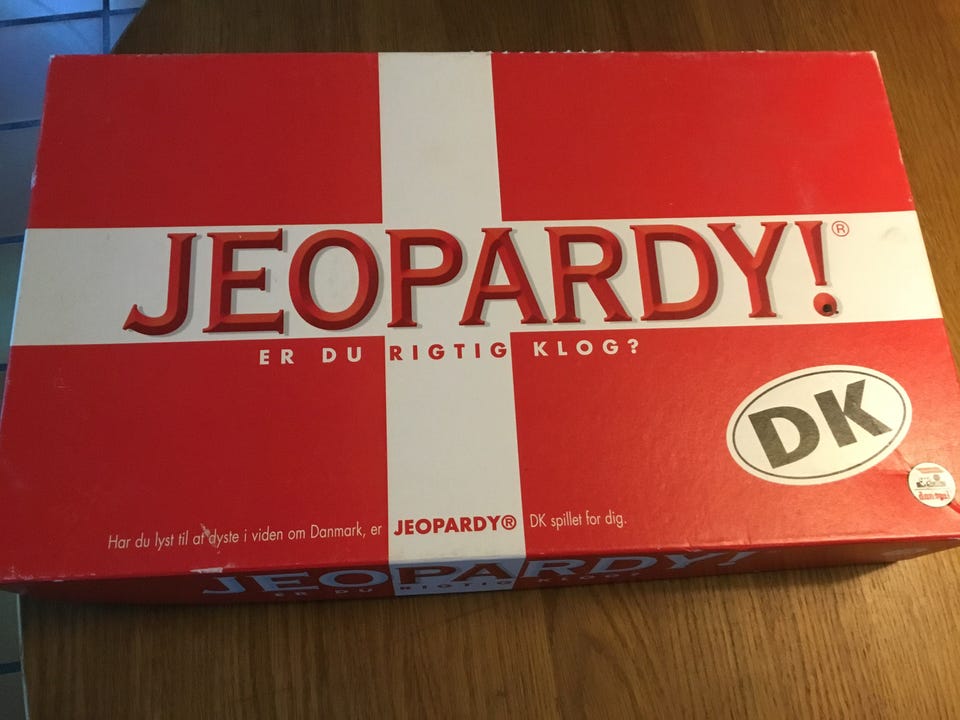 JEOPARDY!®
ER DU RIGTIG KLOG?
DK
Har du lyst til at dyste i viden om Danmark, er JEOPARDY® DK spillet for dig.
JEOPARDY!
ER DU RIGTIG KLOG?